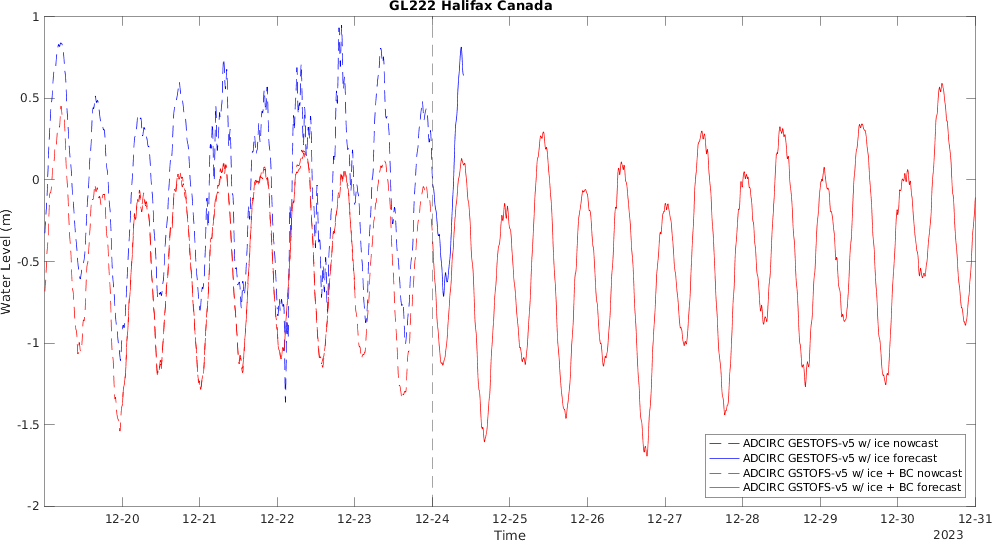 GL222 Halifax Canada
1
0.5
0
-0.5
-1
-1.5
-2
Water Level (m)
ADCIRC GESTOFS-v5 w/ ice nowcast
ADCIRC GESTOFS-v5 w/ ice forecast
ADCIRC GSTOFS-v5 w/ ice + BC nowcast
ADCIRC GSTOFS-v5 w/ ice + BC forecast
12-20 12-21 12-22 12-23 12-24 12-25 12-26 12-27 12-28 12-29 12-30 12-31
Time
2023